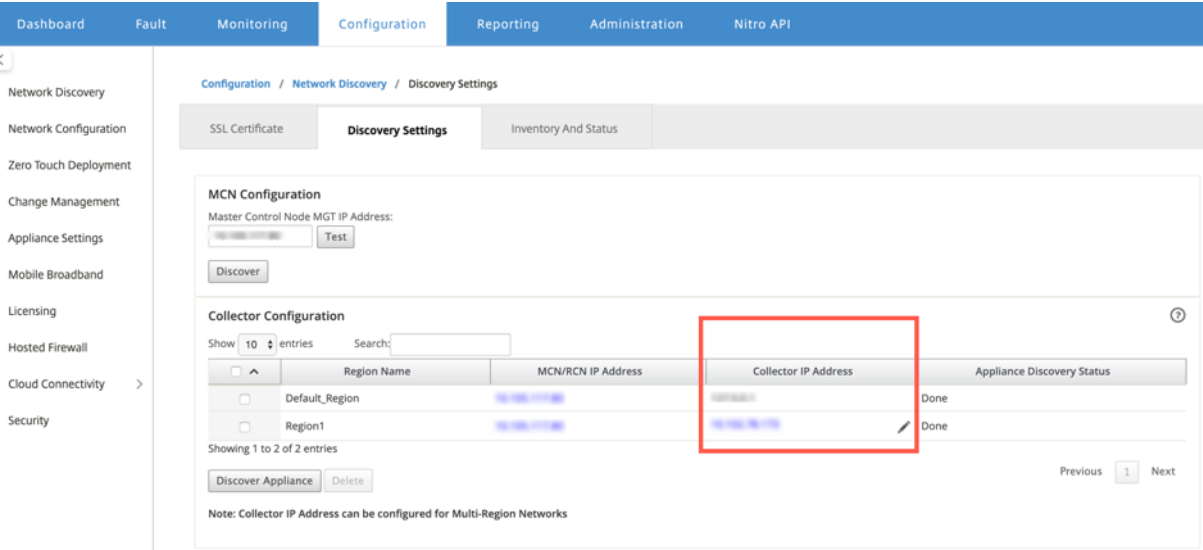 Dashboard Fault Monitoring Configuration Reporting Administration Nitro API
Configuration / Network Discovery / Discovery Settings
Network Discovery
Network Configuration
Zero Touch Deployment
Change Management
Appliance Settings
Mobile Broadband
Licensing
Hosted Firewall
Cloud Connectivity
Security
SSL Certificate Discovery Settings Inventory And Status
MCN Configuration
Master Control Node MGT IP Address:
Test
Discover
Collector Configuration
Show 10 entries Search:
Region Name MCN/RCN IP Address Collector IP Address Appliance Discovery Status
Default_Region Done
Region1 Done
Showing 1 to 2 of 2 entries
Previous 1 Next
Discover Appliance Delete
Note: Collector IP Address can be configured for Multi-Region Networks